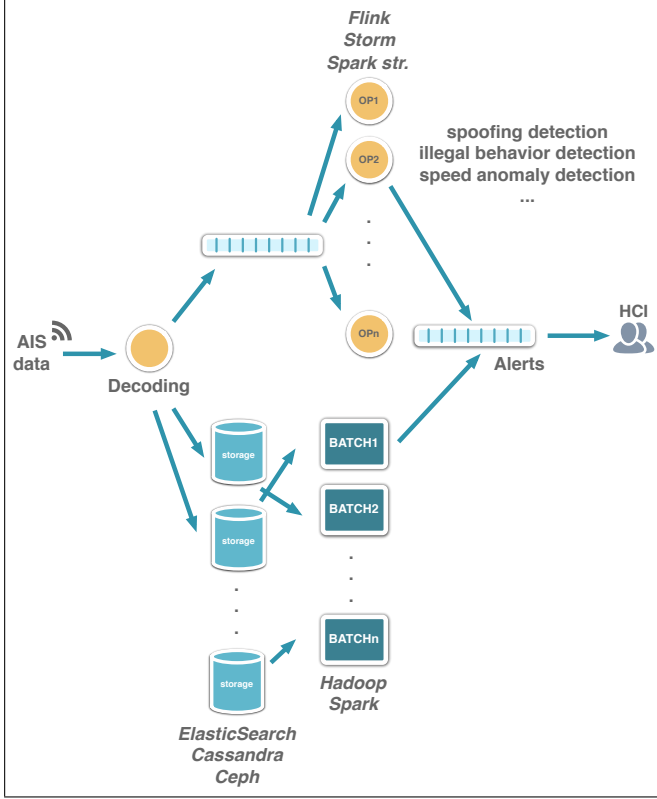 Flink
Storm
Spark str.
OP1
OP2
spoofing detection
illegal behavior detection
speed anomaly detection
...
.
.
.
OPn
AIS
data
Decoding
Alerts
HCI
storage
storage
.
.
.
storage
BATCH1
BATCH2
.
.
.
BATCHn
Hadoop
Spark
ElasticSearch
Cassandra
Ceph